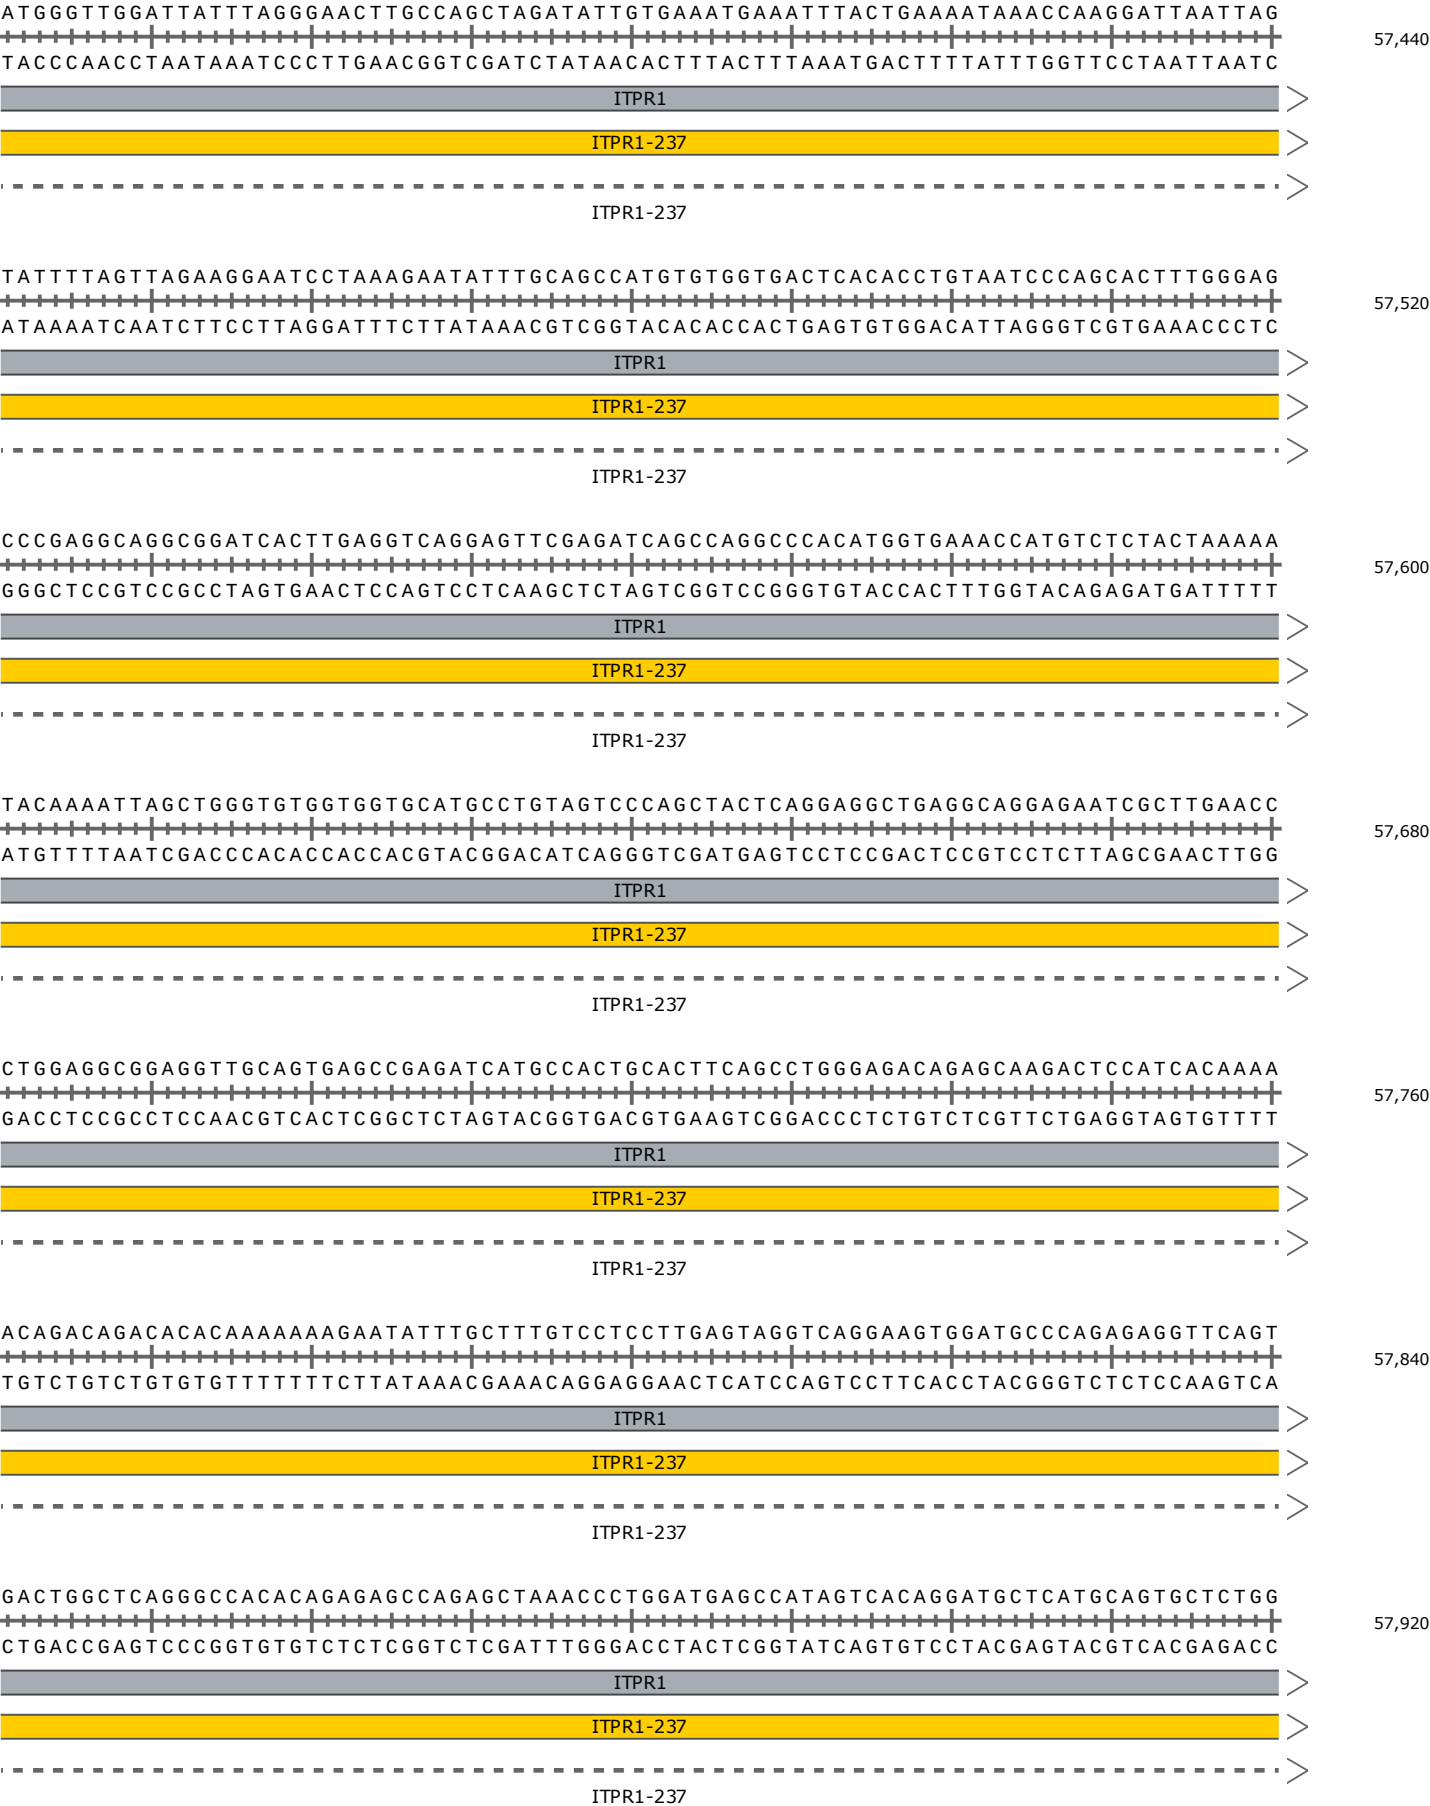 ATGGGTTGGATTATTTAGGGAACTTGCCAGCTAGATATTGTGAAATGAAATTTACTGAAAATAAACCAAGGATTAATTAG
57,440
TACCCAACCTAATAAATCCCTTGAACGGTCGATCTATAACACTTTACTTTAAATGACTTTTATTTGGTTCCTAATTAATC
ITPR1
ITPR1-237
ITPR1-237
TATTTTAGTTAGAAGGAATCCTAAAGAATATTTGCAGCCATGTGTGGTGACTCACACCTGTAATCCCAGCACTTTGGGAG
57,520
ATAAAATCAATCTTCCTTAGGATTTCTTATAAACGTCGGTACACACCACTGAGTGTGGACATTAGGGTCGTGAAACCCTC
ITPR1
ITPR1-237
ITPR1-237
CCCGAGGCAGGCGGATCACTTGAGGTCAGGAGTTCGAGATCAGCCAGGCCCACATGGTGAAACCATGTCTCTACTAAAAA
57,600
GGGCTCCGTCCGCCTAGTGAACTCCAGTCCTCAAGCTCTAGTCGGTCCGGGTGTACCACTTTGGTACAGAGATGATTTTT
ITPR1
ITPR1-237
ITPR1-237
TACAAAATTAGCTGGGTGTGGTGGTGCATGCCTGTAGTCCCAGCTACTCAGGAGGCTGAGGCAGGAGAATCGCTTGAACC
57,680
ATGTTTTAATCGACCCACACCACCACGTACGGACATCAGGGTCGATGAGTCCTCCGACTCCGTCCTCTTAGCGAACTTGG
ITPR1
ITPR1-237
ITPR1-237
CTGGAGGCGGAGGTTGCAGTGAGCCGAGATCATGCCACTGCACTTCAGCCTGGGAGACAGAGCAAGACTCCATCACAAAA
57,760
GACCTCCGCCTCCAACGTCACTCGGCTCTAGTACGGTGACGTGAAGTCGGACCCTCTGTCTCGTTCTGAGGTAGTGTTTT
ITPR1
ITPR1-237
ITPR1-237
ACAGACAGACACACAAAAAAAGAATATTTGCTTTGTCCTCCTTGAGTAGGTCAGGAAGTGGATGCCCAGAGAGGTTCAGT
57,840
TGTCTGTCTGTGTGTTTTTTTCTTATAAACGAAACAGGAGGAACTCATCCAGTCCTTCACCTACGGGTCTCTCCAAGTCA
ITPR1
ITPR1-237
ITPR1-237
GACTGGCTCAGGGCCACACAGAGAGCCAGAGCTAAACCCTGGATGAGCCATAGTCACAGGATGCTCATGCAGTGCTCTGG
57,920
CTGACCGAGTCCCGGTGTGTCTCTCGGTCTCGATTTGGGACCTACTCGGTATCAGTGTCCTACGAGTACGTCACGAGACC
ITPR1
ITPR1-237
ITPR1-237